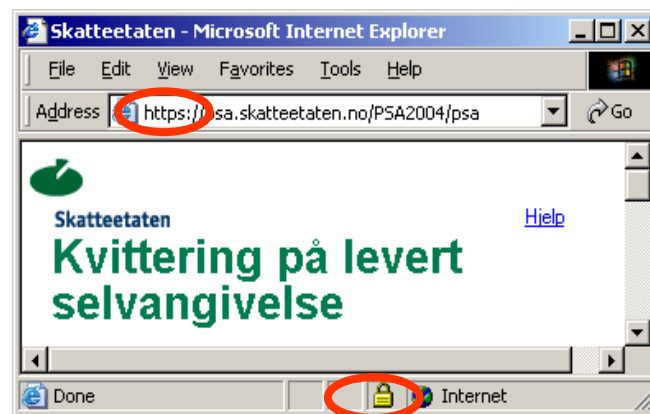 Skatteetaten - Microsoft Internet Explorer
File Edit View Favorites Tools Help
Address https://psa.skatteetaten.no/PSA2004/psa Go
Skatteetaten
Hjelp
Kvittering på levert
selvangivelse
Done Internet